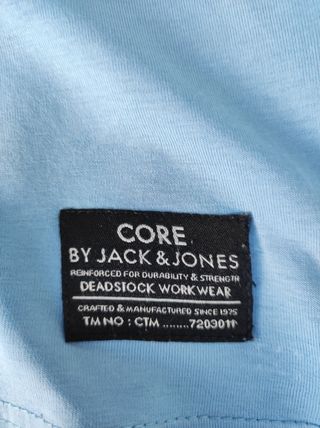 CORE
BY JACK & JONES
REINFORCED FOR DURABILITY & STRENGTH
DEADSTOCK WORKWEAR
CRAFTED & MANUFACTURED SINCE 1975
TM NO : CTM ........7203011